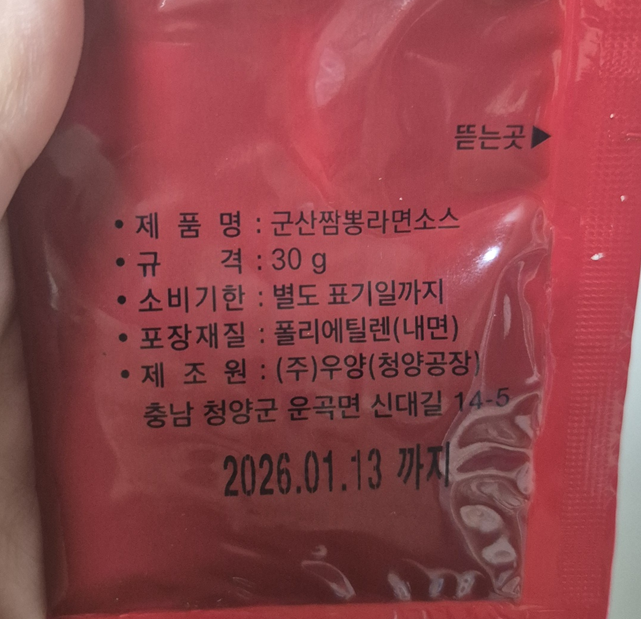 뜯는곳▶
• 제 품 명 : 군산짬뽕라면소스
• 규 격 : 30 g
• 소비기한 : 별도 표기일까지
• 포장재질 : 폴리에틸렌(내면)
• 제 조 원 : (주)우양(청양공장)
충남 청양군 운곡면 신대길 14-5
2026.01.13 까지